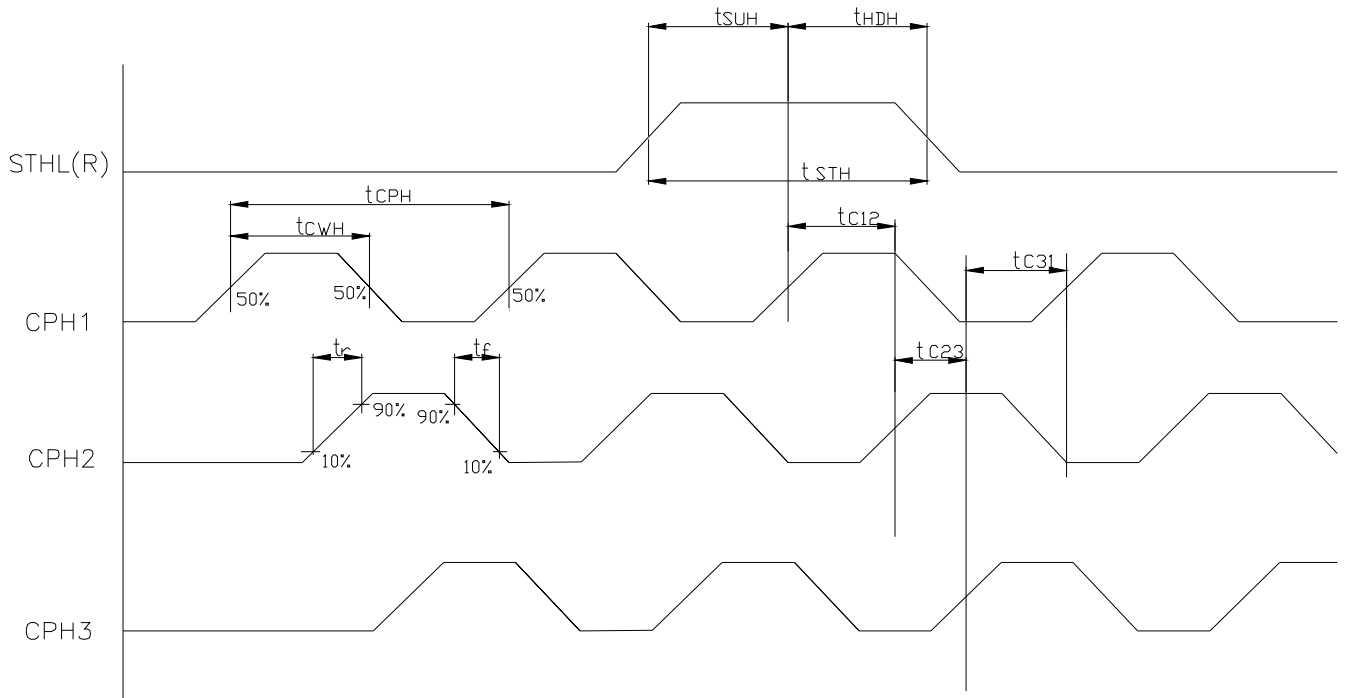 tSUH tHDH
STHL(R)
tSTH
tCPH
tCWH
tC12
tC31
50% 50% 50%
CPH1
tr tf
tC23
90% 90%
CPH2
10% 10%
CPH3